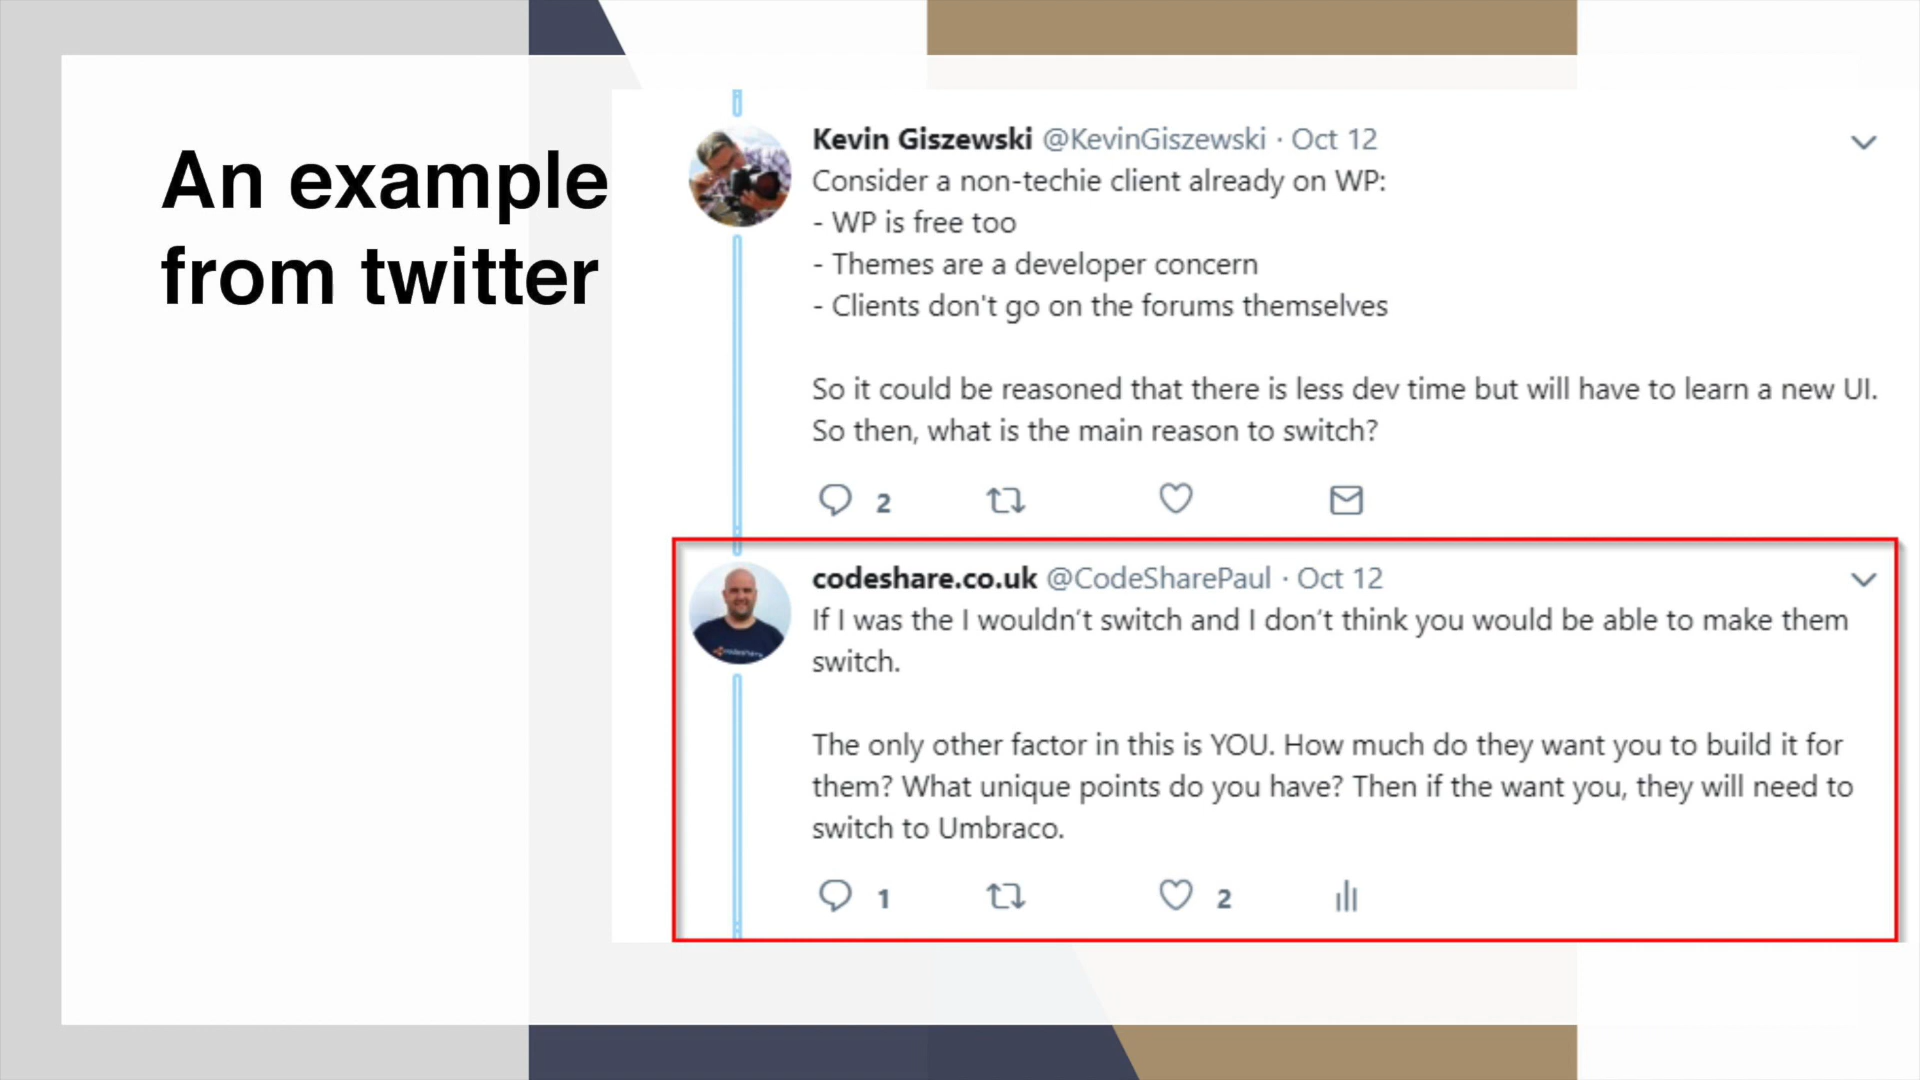 An example
from twitter
Kevin Giszewski @KevinGiszewski · Oct 12
Consider a non-techie client already on WP:
- WP is free too
- Themes are a developer concern
- Clients don't go on the forums themselves
So it could be reasoned that there is less dev time but will have to learn a new UI.
So then, what is the main reason to switch?
2
codeshare.co.uk @CodeSharePaul · Oct 12
If I was the I wouldn't switch and I don't think you would be able to make them
switch.
The only other factor in this is YOU. How much do they want you to build it for
them? What unique points do you have? Then if the want you, they will need to
switch to Umbraco.
1 2